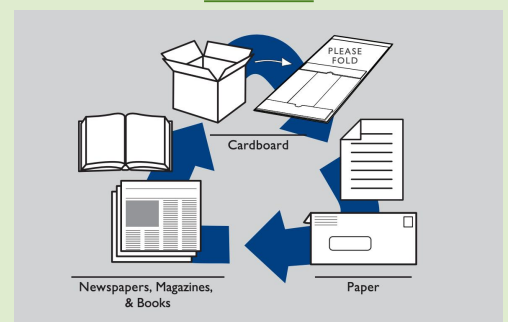 PLEASE
FOLD
Cardboard
Newspapers, Magazines,
& Books
Paper